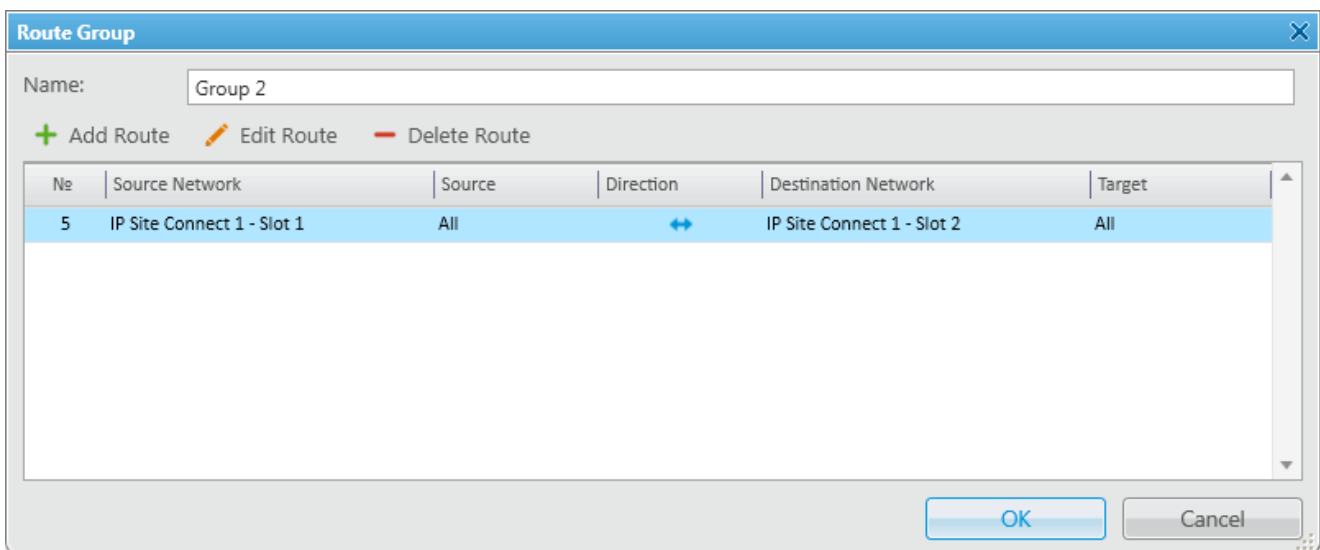 Route Group
Name: Group 2
Add Route Edit Route Delete Route
№ Source Network Source Direction Destination Network Target
5 IP Site Connect 1 - Slot 1 All IP Site Connect 1 - Slot 2 All
OK Cancel